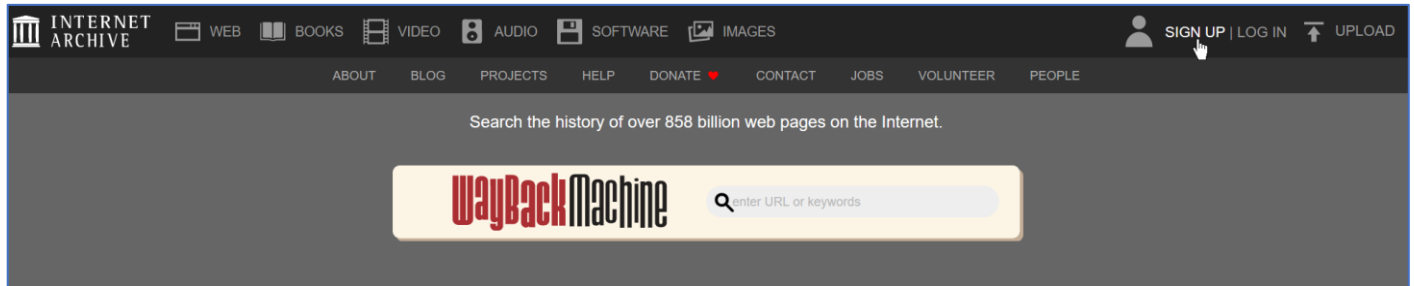 INTERNET ARCHIVE
WEB BOOKS VIDEO AUDIO SOFTWARE IMAGES SIGN UP | LOG IN UPLOAD
ABOUT BLOG PROJECTS HELP DONATE CONTACT JOBS VOLUNTEER PEOPLE
Search the history of over 858 billion web pages on the Internet.
WayBackMachine enter URL or keywords